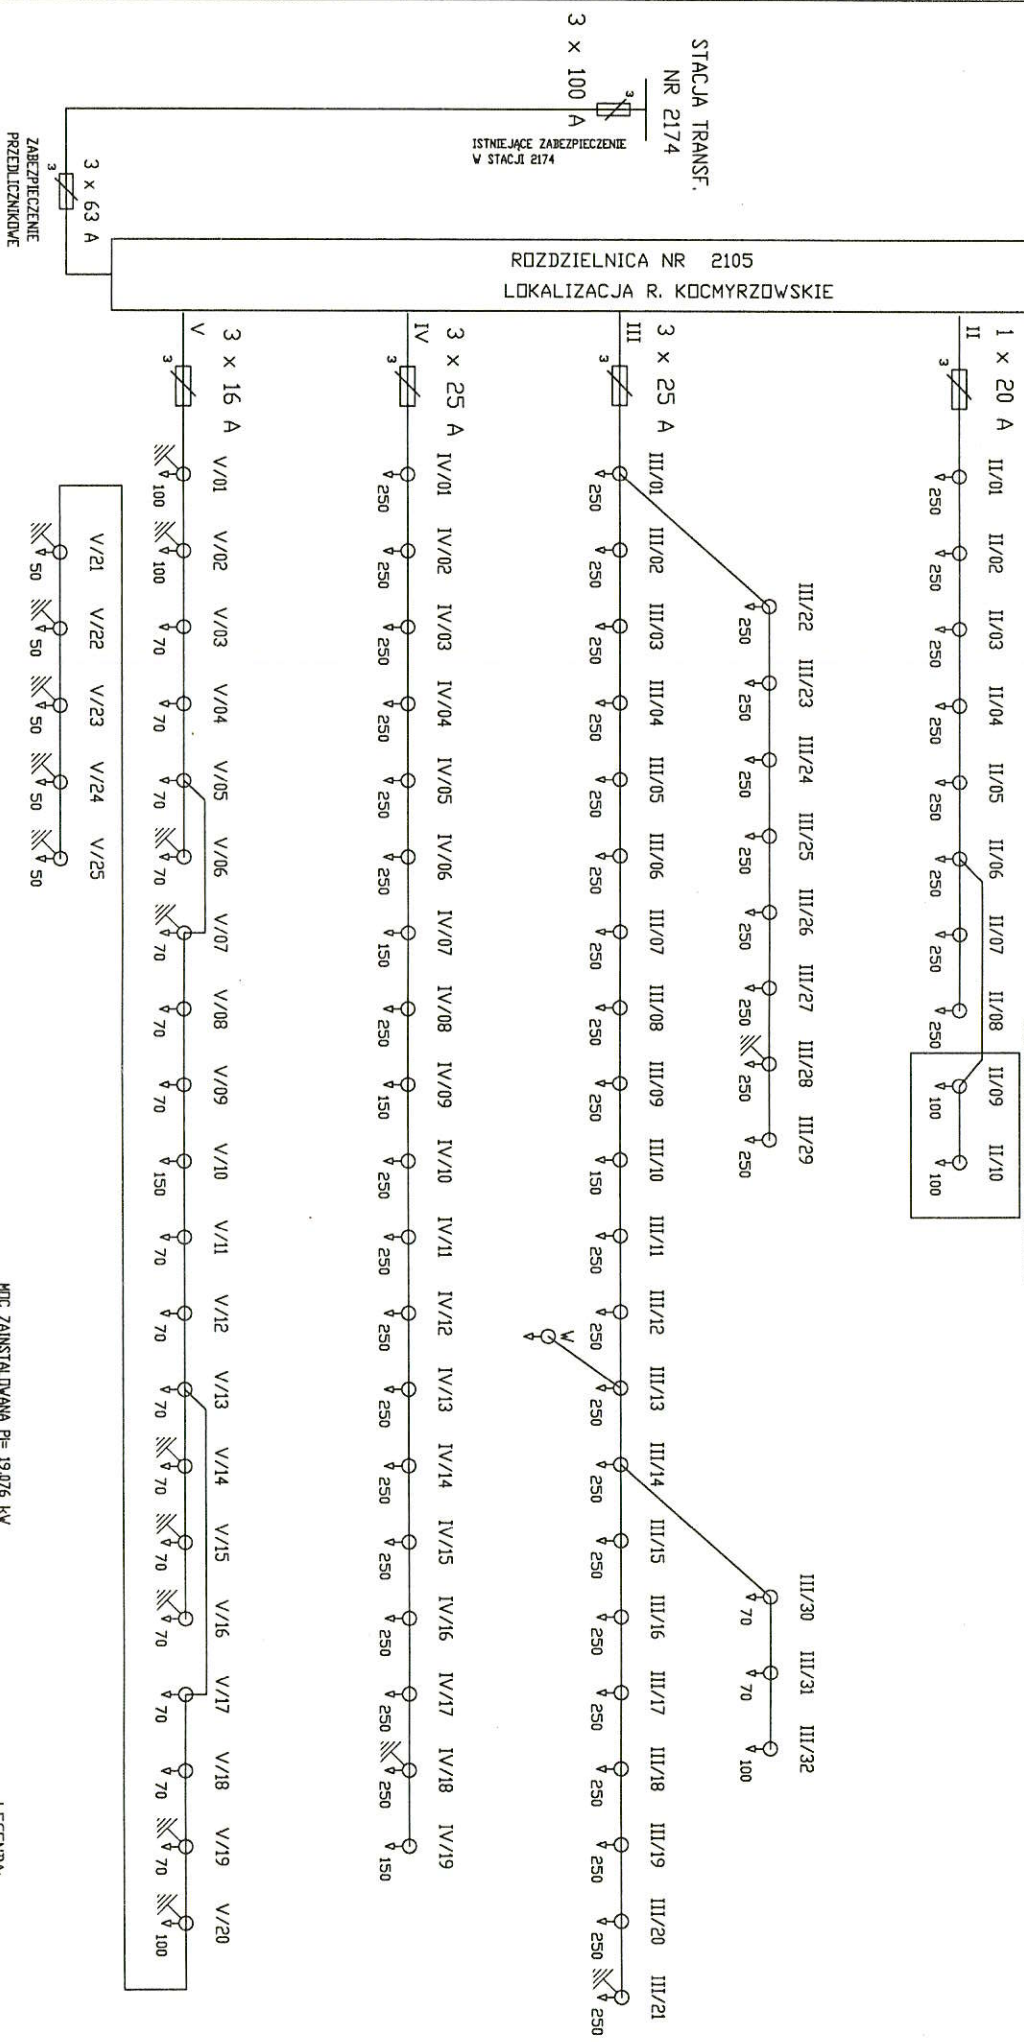 STACJA TRANSF.
NR 2174
3
3 x 100 A
ISTNIEJĄCE ZABEZPIECZENIE
W STACJI 2174
3 x 63 A
3
ZABEZPIECZENIE
PRZEDLICZNIKOWE
ROZDZIELNICA NR 2105
LOKALIZACJA R. KOCMYRZOWSKIE
1 x 20 A
II
3
II/01 II/02 II/03 II/04 II/05 II/06 II/07 II/08 II/09 II/10
250 250 250 250 250 250 250 250 100 100
III/22 III/23 III/24 III/25 III/26 III/27 III/28 III/29
250 250 250 250 250 250 250 250
III/30 III/31 III/32
70 70 100
3 x 25 A
III
3
III/01 III/02 III/03 III/04 III/05 III/06 III/07 III/08 III/09 III/10 III/11 III/12 III/13 III/14 III/15 III/16 III/17 III/18 III/19 III/20 III/21
250 250 250 250 250 250 250 250 250 150 250 250 250 250 250 250 250 250 250 250 250
W
3 x 25 A
IV
3
IV/01 IV/02 IV/03 IV/04 IV/05 IV/06 IV/07 IV/08 IV/09 IV/10 IV/11 IV/12 IV/13 IV/14 IV/15 IV/16 IV/17 IV/18 IV/19
250 250 250 250 250 250 150 250 150 250 250 250 250 250 250 250 250 250 150
3 x 16 A
V
3
V/01 V/02 V/03 V/04 V/05 V/06 V/07 V/08 V/09 V/10 V/11 V/12 V/13 V/14 V/15 V/16 V/17 V/18 V/19 V/20
100 100 70 70 70 70 70 70 70 150 70 70 70 70 70 70 70 70 70 100
V/21 V/22 V/23 V/24 V/25
50 50 50 50 50
MOC ZAINSTALOWANA Pi= 19.076 kW
LEGENDA: